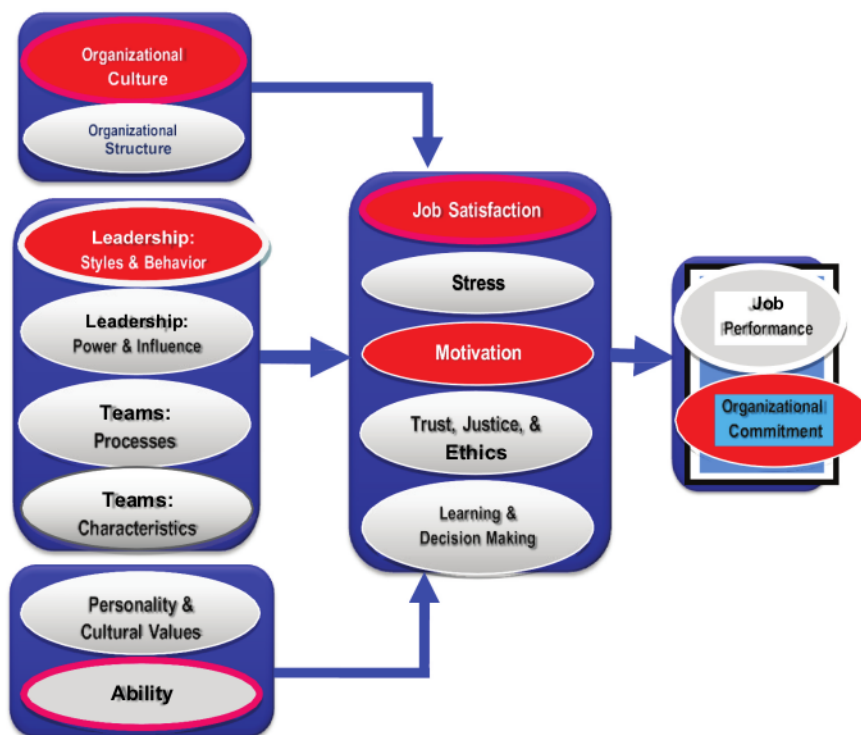 Organizational
Culture
Organizational
Structure
Leadership:
Styles & Behavior
Leadership:
Power & Influence
Teams:
Processes
Teams:
Characteristics
Personality &
Cultural Values
Ability
Job Satisfaction
Stress
Motivation
Trust, Justice, &
Ethics
Learning &
Decision Making
Job
Performance
Organizational
Commitment